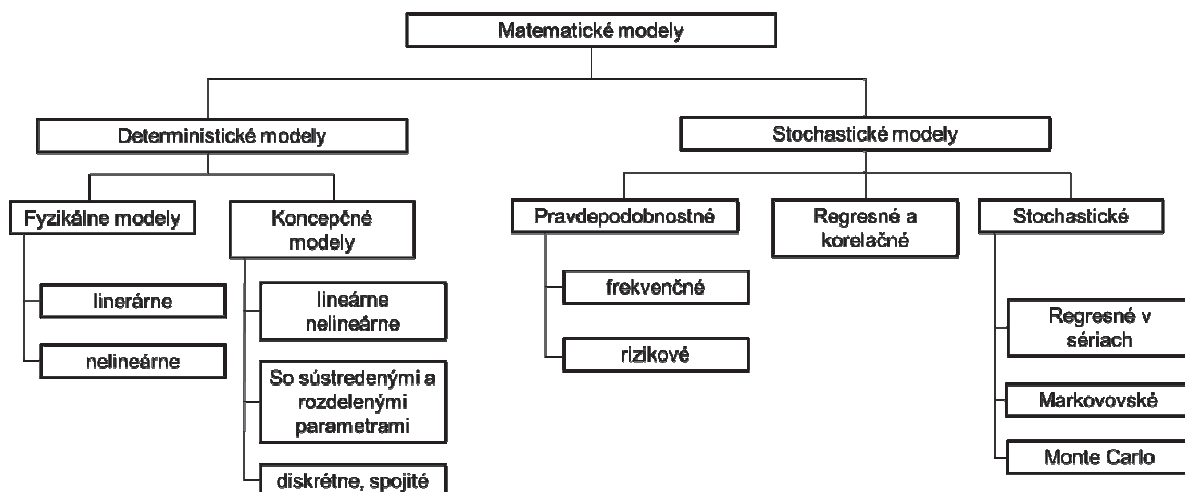 Matematické modely
Deterministické modely
Stochastické modely
Fyzikálne modely
Koncepčné
modely
Pravdepodobnostné
Regresné a
korelačné
Stochastické
linerárne
nelineárne
lineárne
nelineárne
So sústredenými a
rozdelenými
parametrami
diskrétne, spojité
frekvenčné
rizikové
Regresné v
sériach
Markovovské
Monte Carlo